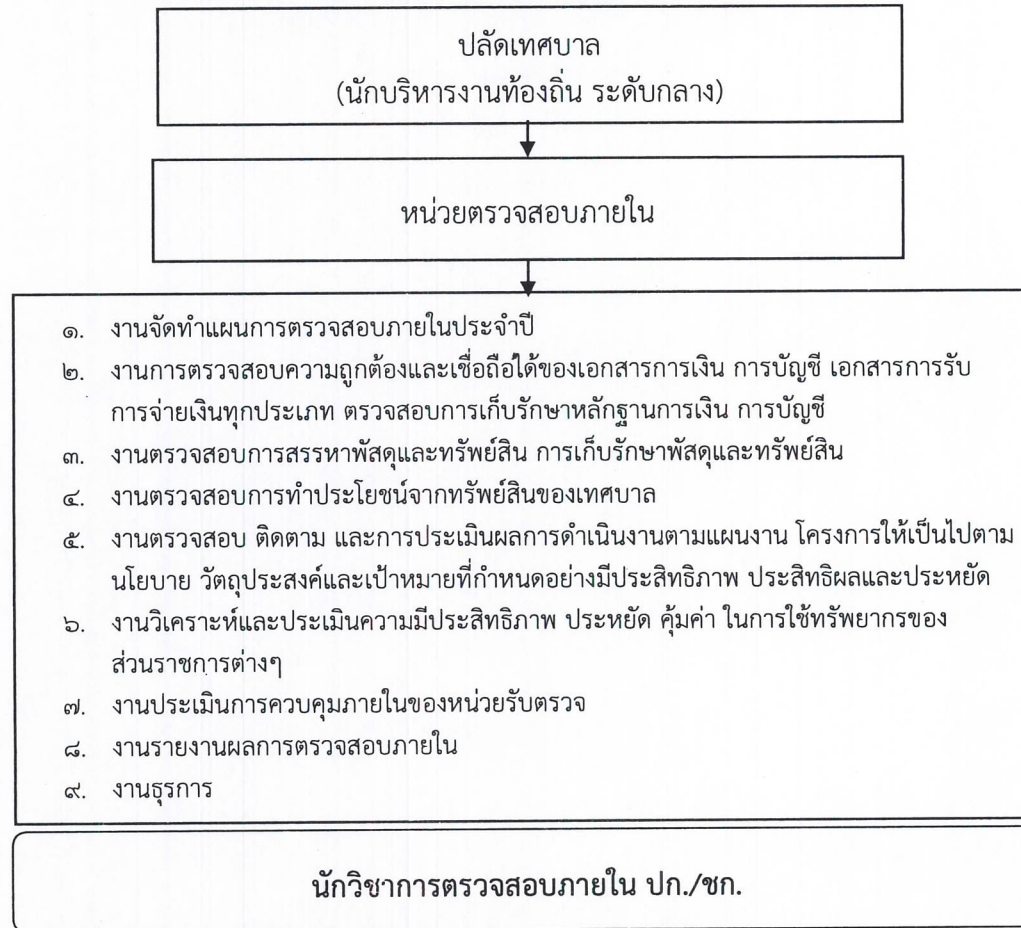 ปลัดเทศบาล
(นักบริหารงานท้องถิ่น ระดับกลาง)
หน่วยตรวจสอบภายใน
๑. งานจัดทำแผนการตรวจสอบภายในประจำปี
๒. งานการตรวจสอบความถูกต้องและเชื่อถือได้ของเอกสารการเงิน การบัญชี เอกสารการรับ
การจ่ายเงินทุกประเภท ตรวจสอบการเก็บรักษาหลักฐานการเงิน การบัญชี
๓. งานตรวจสอบการสรรหาพัสดุและทรัพย์สิน การเก็บรักษาพัสดุและทรัพย์สิน
๔. งานตรวจสอบการทำประโยชน์จากทรัพย์สินของเทศบาล
๕. งานตรวจสอบ ติดตาม และการประเมินผลการดำเนินงานตามแผนงาน โครงการให้เป็นไปตาม
นโยบาย วัตถุประสงค์และเป้าหมายที่กำหนดอย่างมีประสิทธิภาพ ประสิทธิผลและประหยัด
๖. งานวิเคราะห์และประเมินความมีประสิทธิภาพ ประหยัด คุ้มค่า ในการใช้ทรัพยากรของ
ส่วนราชการต่างๆ
๗. งานประเมินการควบคุมภายในของหน่วยรับตรวจ
๘. งานรายงานผลการตรวจสอบภายใน
๙. งานธุรการ
นักวิชาการตรวจสอบภายใน ปก./ชก.